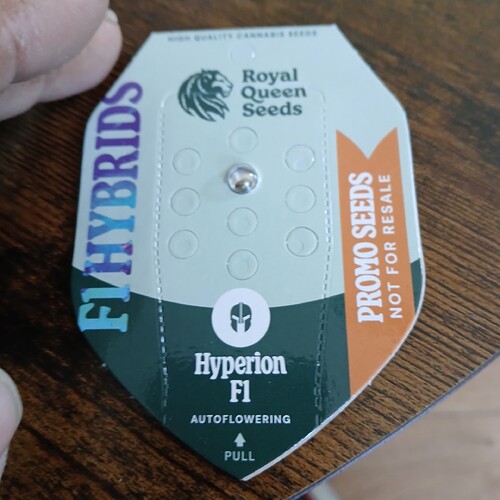 HIGH QUALITY CANNABIS SEEDS
Royal
Queen
Seeds
F1 HYBRIDS
PROMO SEEDS
NOT FOR RESALE
Hyperion
F1
AUTOFLOWERING
PULL